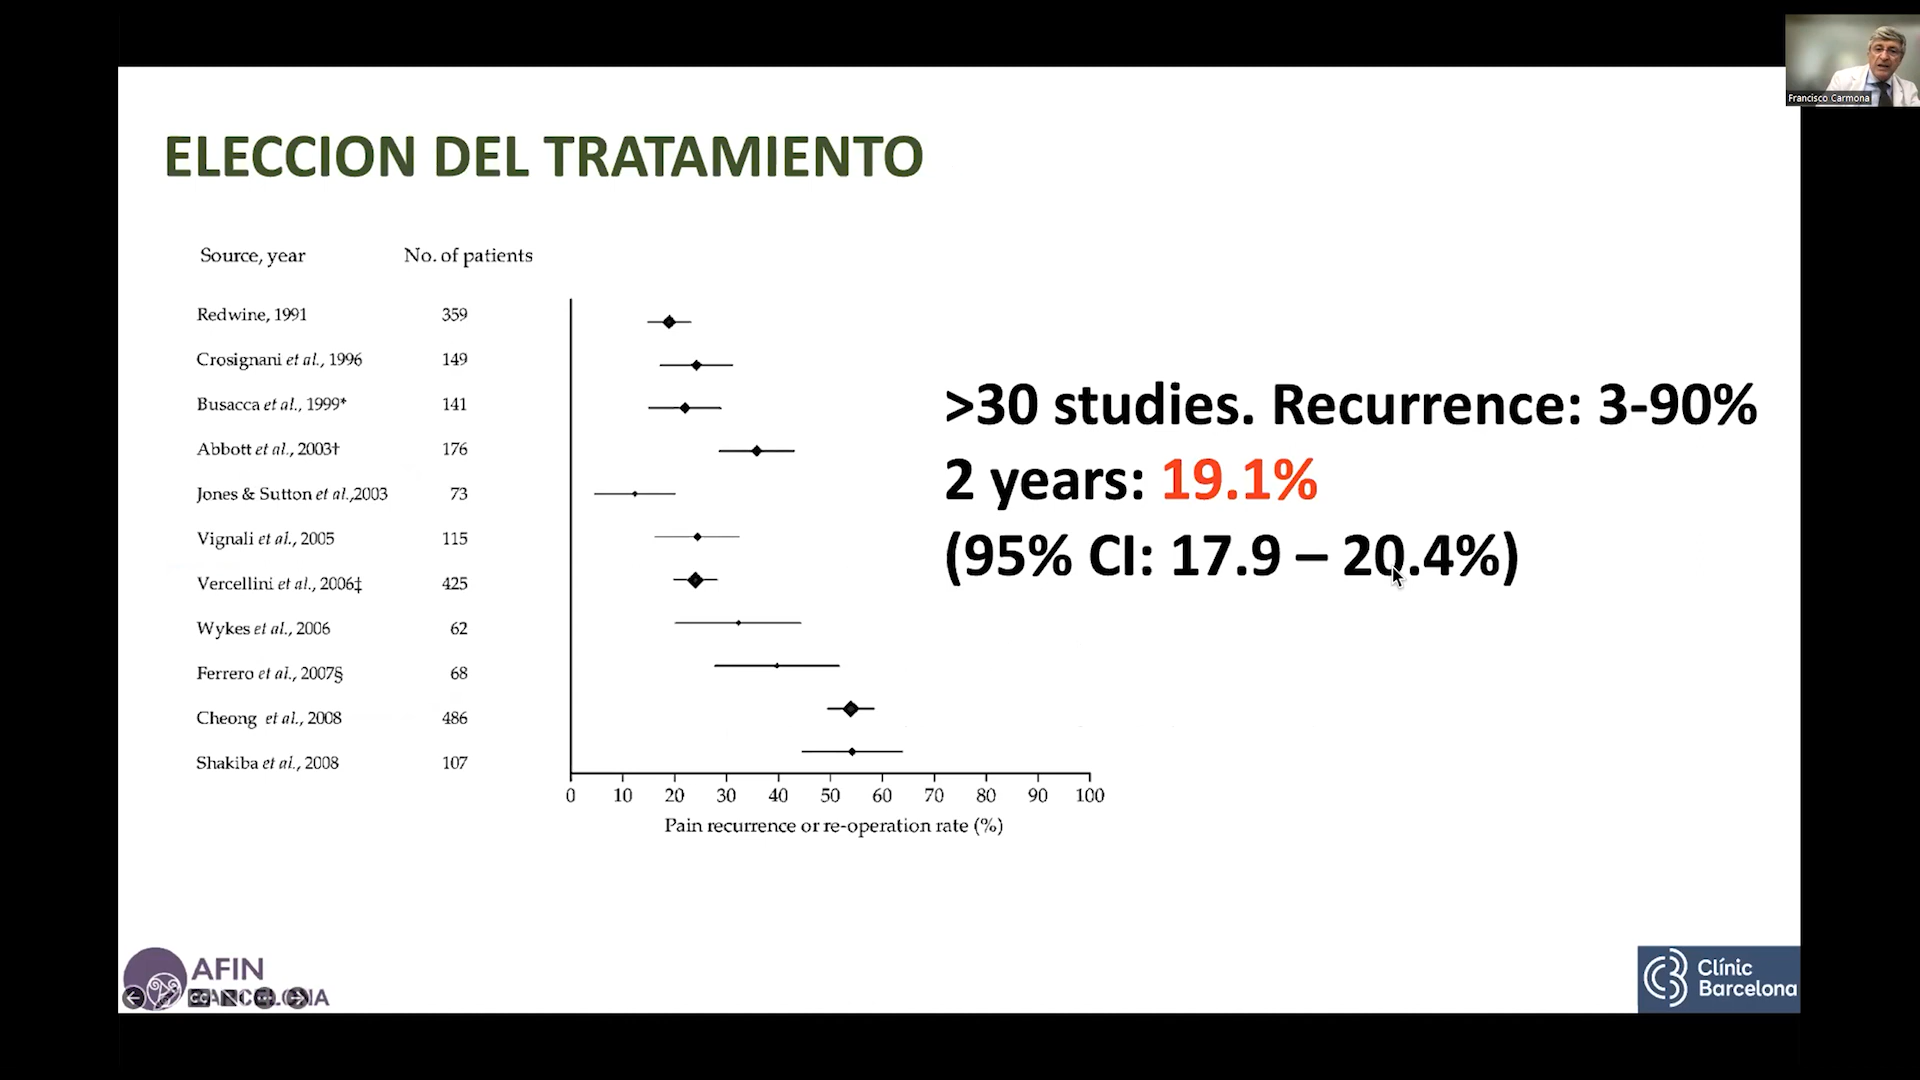 Francisco Carmona
ELECCION DEL TRATAMIENTO
Source, year No. of patients
Redwine, 1991 359
Crosignani et al., 1996 149
Busacca et al., 1999* 141
Abbott et al., 2003† 176
Jones & Sutton et al.,2003 73
Vignali et al., 2005 115
Vercellini et al., 2006‡ 425
Wykes et al., 2006 62
Ferrero et al., 2007§ 68
Cheong et al., 2008 486
Shakiba et al., 2008 107
0 10 20 30 40 50 60 70 80 90 100
Pain recurrence or re-operation rate (%)
>30 studies. Recurrence: 3-90%
2 years: 19.1%
(95% CI: 17.9 – 20.4%)
AFIN
BARCELONA
Clínic
Barcelona